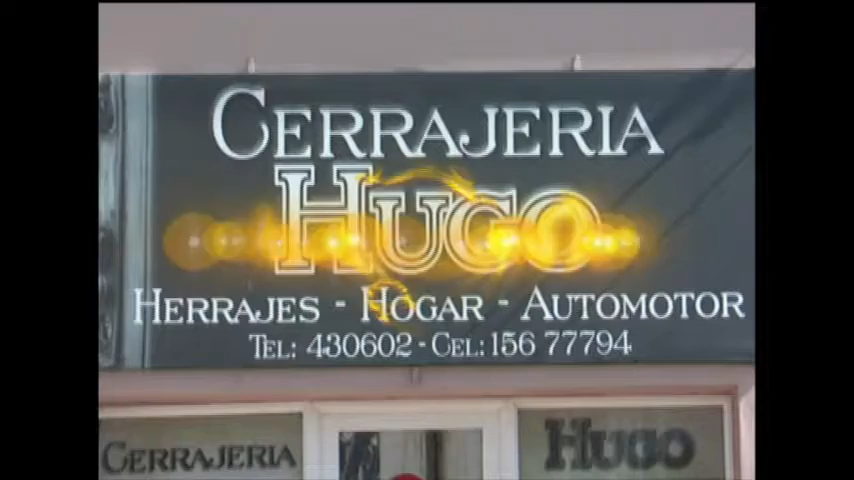 CERRAJERIA
HUGO
HERRAJES - HOGAR - AUTOMOTOR
TEL: 430602 - CEL: 156 77794
CERRAJERIA
HUGO